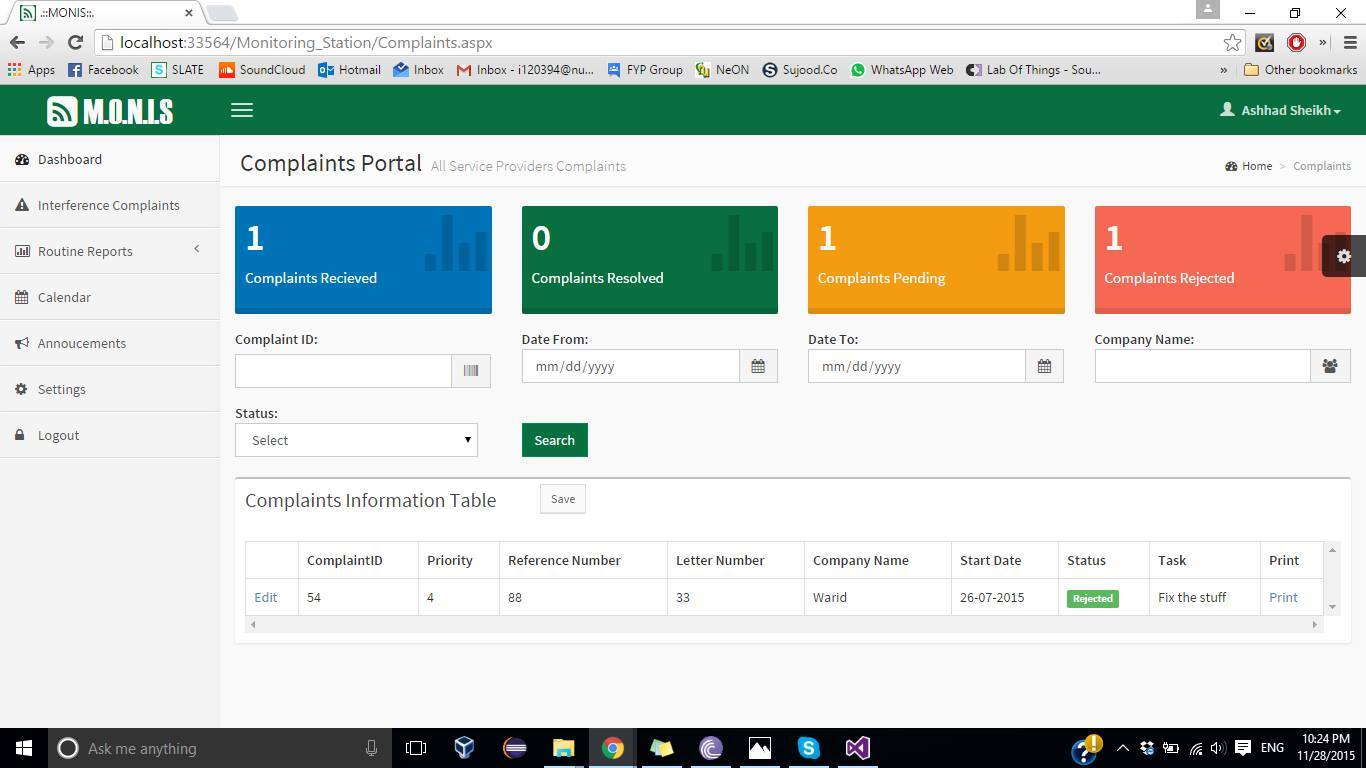 .::MONIS::.
localhost:33564/Monitoring_Station/Complaints.aspx
Apps Facebook SLATE SoundCloud Hotmail Inbox Inbox - i120394@nu... FYP Group NeON Sujood.Co WhatsApp Web Lab Of Things - Sou... » Other bookmarks
M.O.N.I.S
Ashhad Sheikh
Dashboard
Interference Complaints
Routine Reports
Calendar
Annoucements
Settings
Logout
Complaints Portal All Service Providers Complaints
Home > Complaints
1
Complaints Recieved
0
Complaints Resolved
1
Complaints Pending
1
Complaints Rejected
Complaint ID:
Date From:
mm/dd/yyyy
Date To:
mm/dd/yyyy
Company Name:
Status:
Select
Search
Complaints Information Table
Save
ComplaintID Priority Reference Number Letter Number Company Name Start Date Status Task Print
Edit 54 4 88 33 Warid 26-07-2015 Rejected Fix the stuff Print
Ask me anything
ENG
10:24 PM
11/28/2015